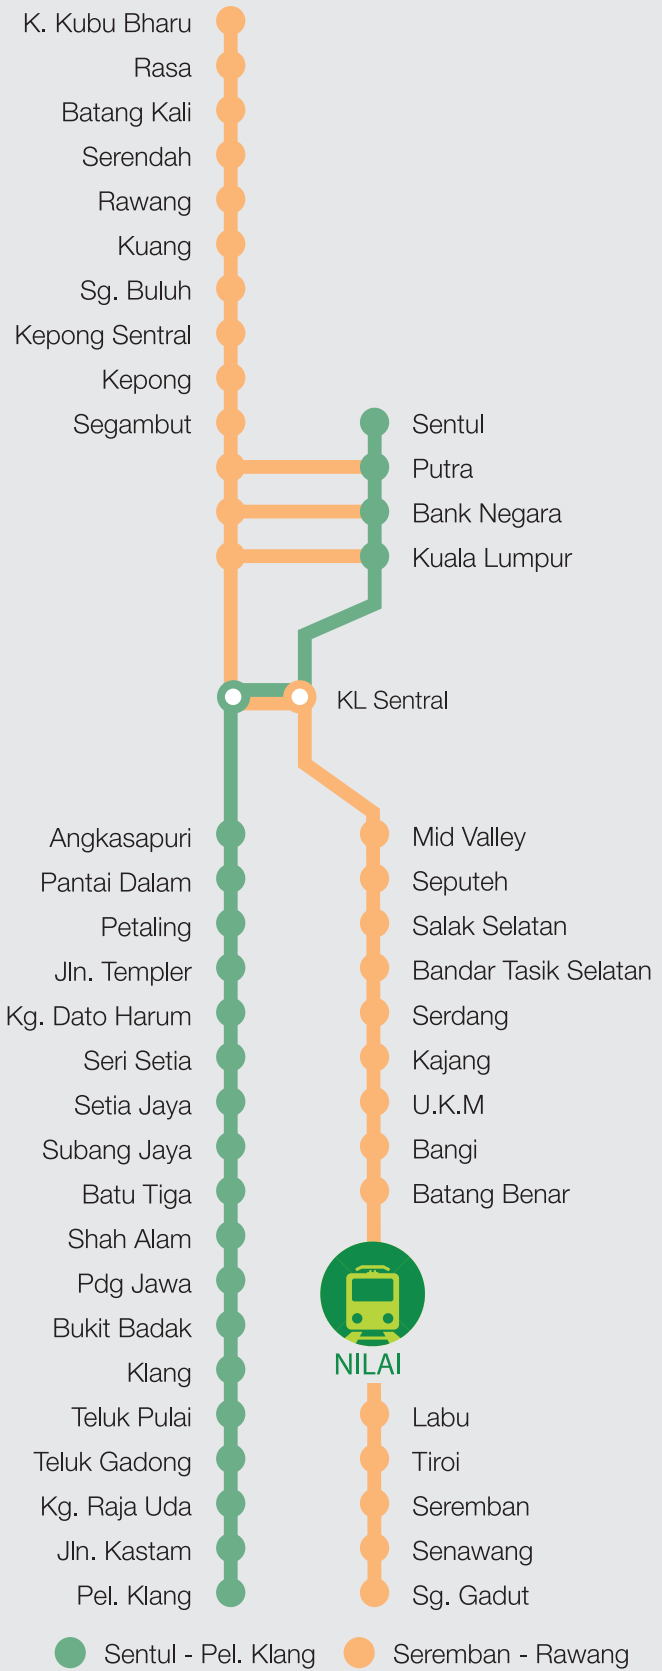 K. Kubu Bharu
Rasa
Batang Kali
Serendah
Rawang
Kuang
Sg. Buluh
Kepong Sentral
Kepong
Segambut
Sentul
Putra
Bank Negara
Kuala Lumpur
KL Sentral
Angkasapuri
Pantai Dalam
Petaling
Jln. Templer
Kg. Dato Harum
Seri Setia
Setia Jaya
Subang Jaya
Batu Tiga
Shah Alam
Pdg Jawa
Bukit Badak
Klang
Teluk Pulai
Teluk Gadong
Kg. Raja Uda
Jln. Kastam
Pel. Klang
Mid Valley
Seputeh
Salak Selatan
Bandar Tasik Selatan
Serdang
Kajang
U.K.M
Bangi
Batang Benar
NILAI
Labu
Tiroi
Seremban
Senawang
Sg. Gadut
Sentul - Pel. Klang
Seremban - Rawang